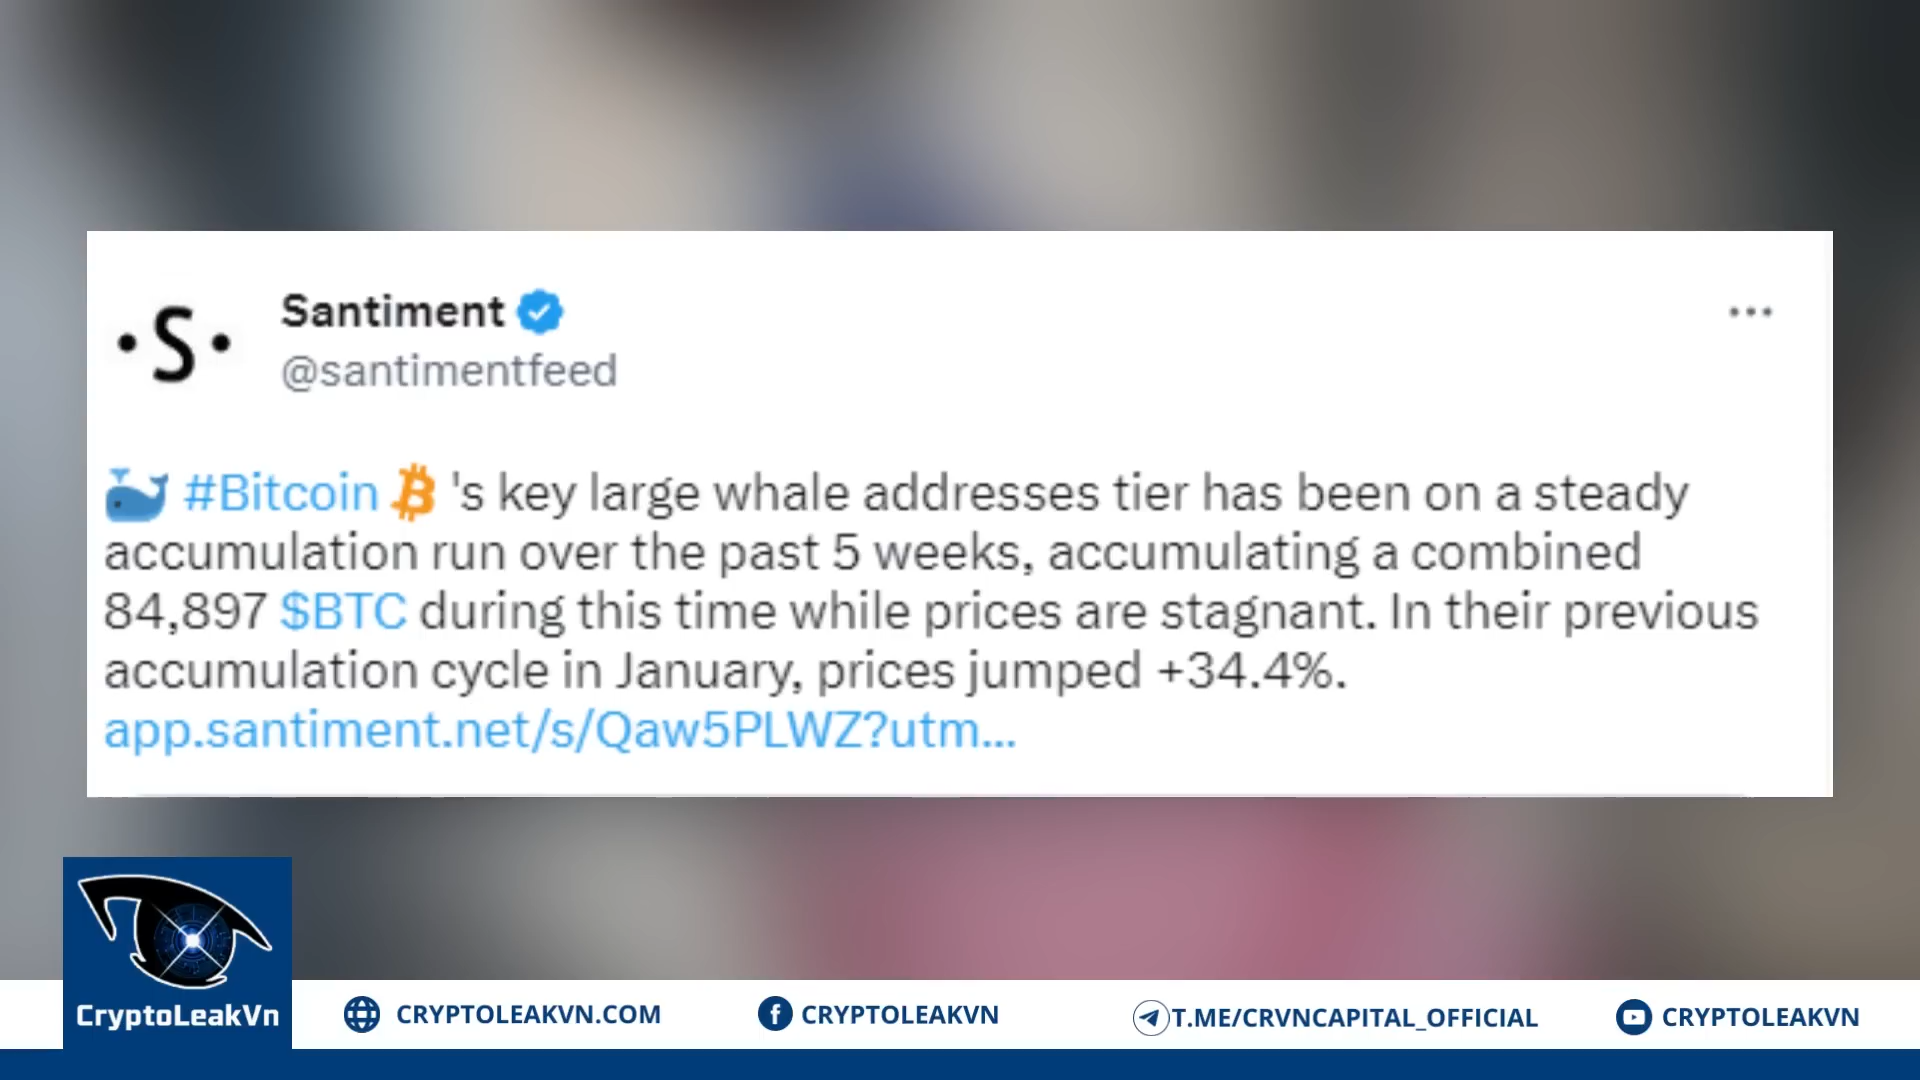 Santiment
@santimentfeed
#Bitcoin 's key large whale addresses tier has been on a steady
accumulation run over the past 5 weeks, accumulating a combined
84,897 $BTC during this time while prices are stagnant. In their previous
accumulation cycle in January, prices jumped +34.4%.
app.santiment.net/s/Qaw5PLWZ?utm...
CryptoLeakVn
CRYPTOLEAKVN.COM
CRYPTOLEAKVN
T.ME/CRVNCAPITAL_OFFICIAL
CRYPTOLEAKVN